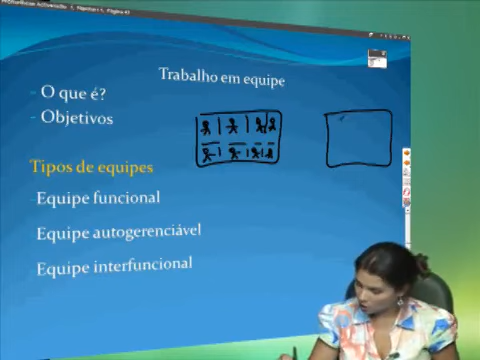 Trabalho em equipe
- O que é?
- Objetivos
Tipos de equipes
Equipe funcional
Equipe autogerenciável
Equipe interfuncional